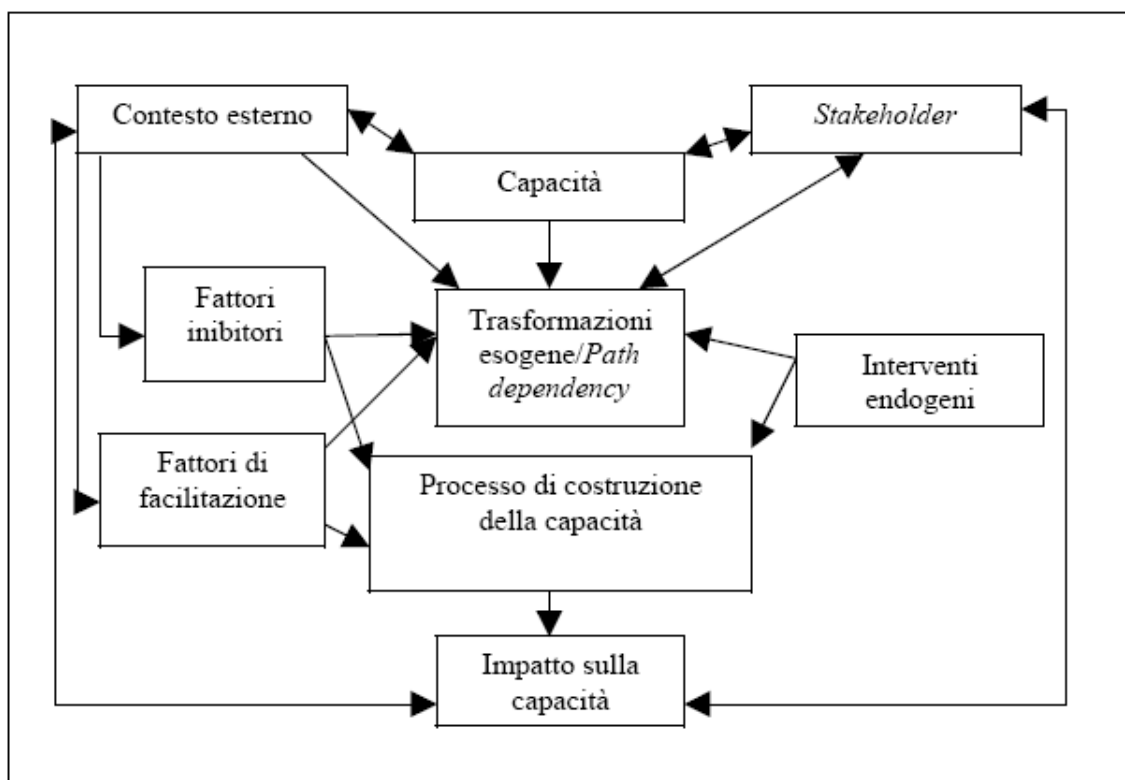 Contesto esterno
Stakeholder
Capacità
Fattori
inibitori
Trasformazioni
esogene/Path
dependency
Interventi
endogeni
Fattori di
facilitazione
Processo di costruzione
della capacità
Impatto sulla
capacità